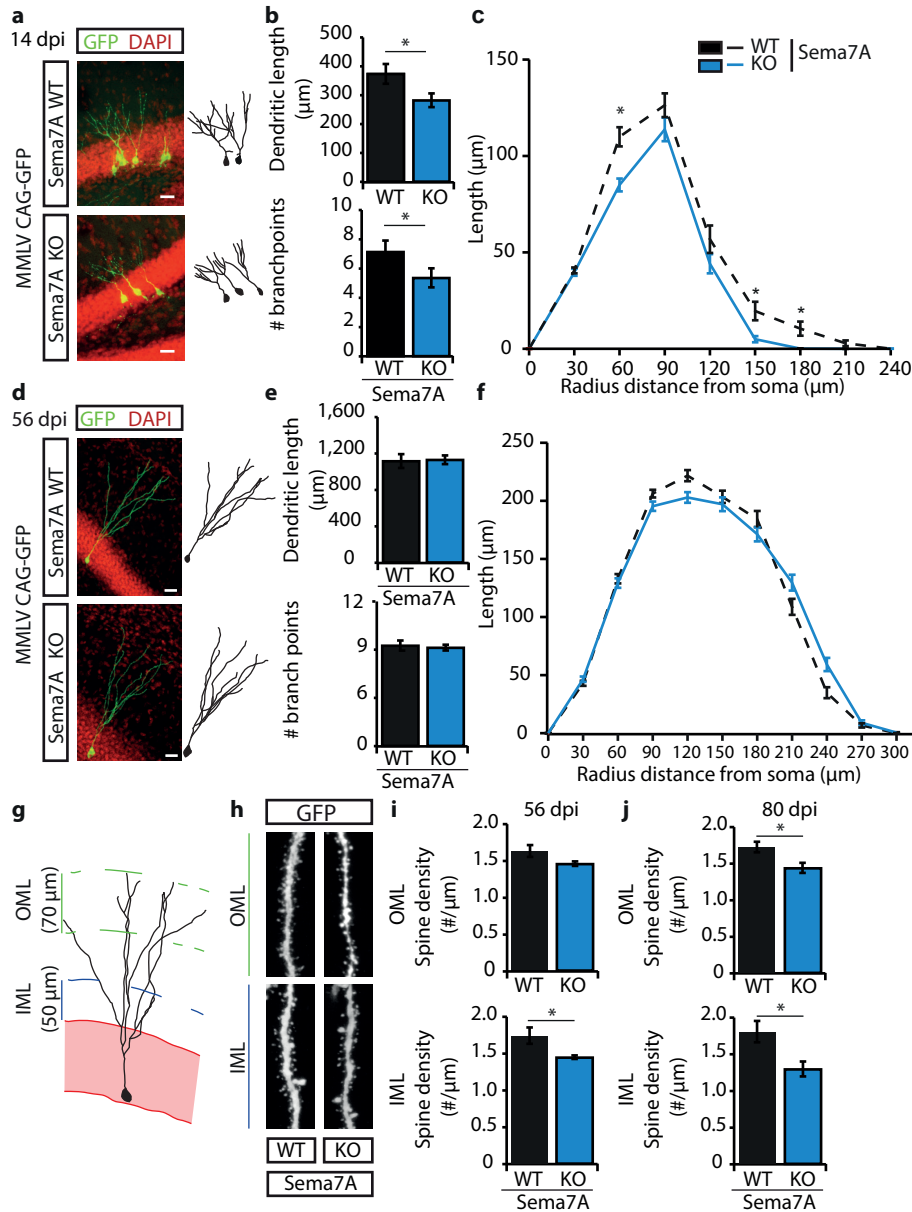 a
14 dpi
GFP DAPI
MMLV CAG-GFP
Sema7A WT
Sema7A KO
b
Dendritic length
(µm)
500
400
300
200
100
0
*
WT KO
# branchpoints
10
8
6
4
2
0
*
WT KO
Sema7A
c
WT
KO
Sema7A
Length (µm)
150
100
50
0
*
*
*
0 30 60 90 120 150 180 210 240
Radius distance from soma (µm)
d
56 dpi
GFP DAPI
MMLV CAG-GFP
Sema7A WT
Sema7A KO
e
Dendritic length
(µm)
1,600
1,200
800
400
0
WT KO
Sema7A
# branch points
12
9
6
3
0
WT KO
Sema7A
f
Length (µm)
250
200
150
100
50
0
0 30 60 90 120 150 180 210 240 270 300
Radius distance from soma (µm)
g
OML
(70 µm)
IML
(50 µm)
h
GFP
OML
IML
WT KO
Sema7A
i
56 dpi
OML
Spine density
(#/µm)
2.0
1.5
1.0
0.5
0
WT KO
IML
Spine density
(#/µm)
2.0
1.5
1.0
0.5
0
*
WT KO
Sema7A
j
80 dpi
OML
Spine density
(#/µm)
2.0
1.5
1.0
0.5
0
*
WT KO
IML
Spine density
(#/µm)
2.0
1.5
1.0
0.5
0
*
WT KO
Sema7A